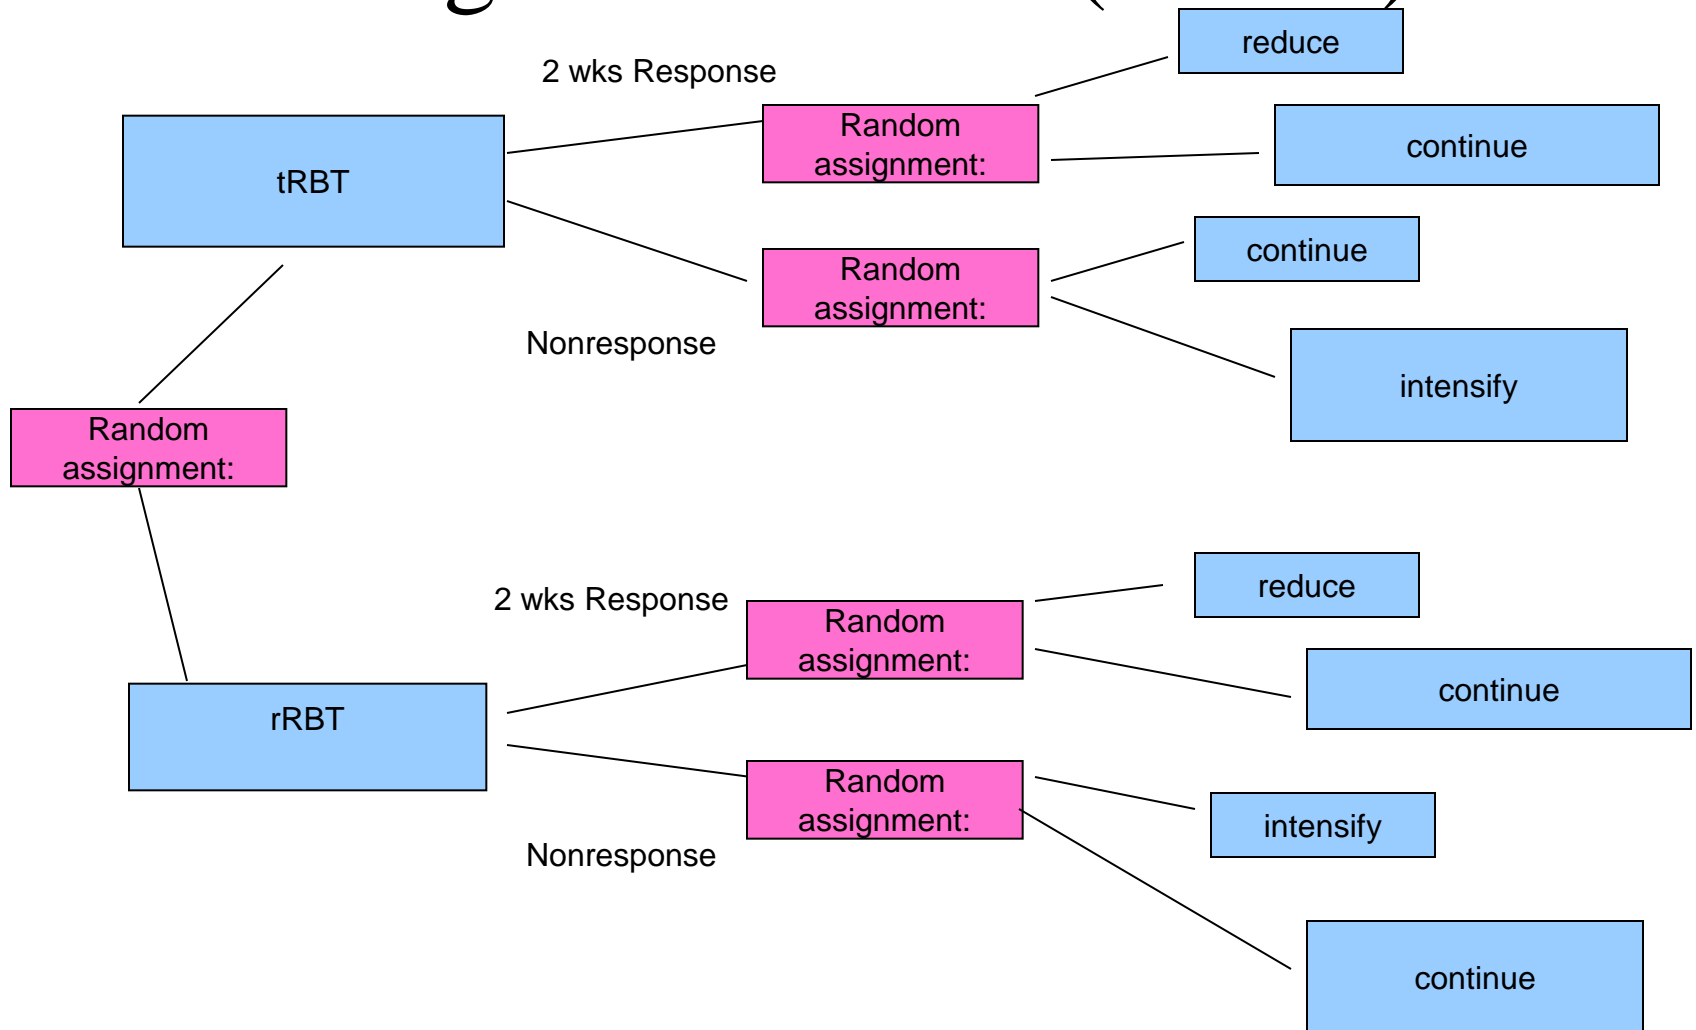 reduce
2 wks Response
Random
assignment:
continue
tRBT
continue
Random
assignment:
Nonresponse
intensify
Random
assignment:
reduce
2 wks Response
Random
assignment:
continue
rRBT
Random
assignment:
intensify
Nonresponse
continue